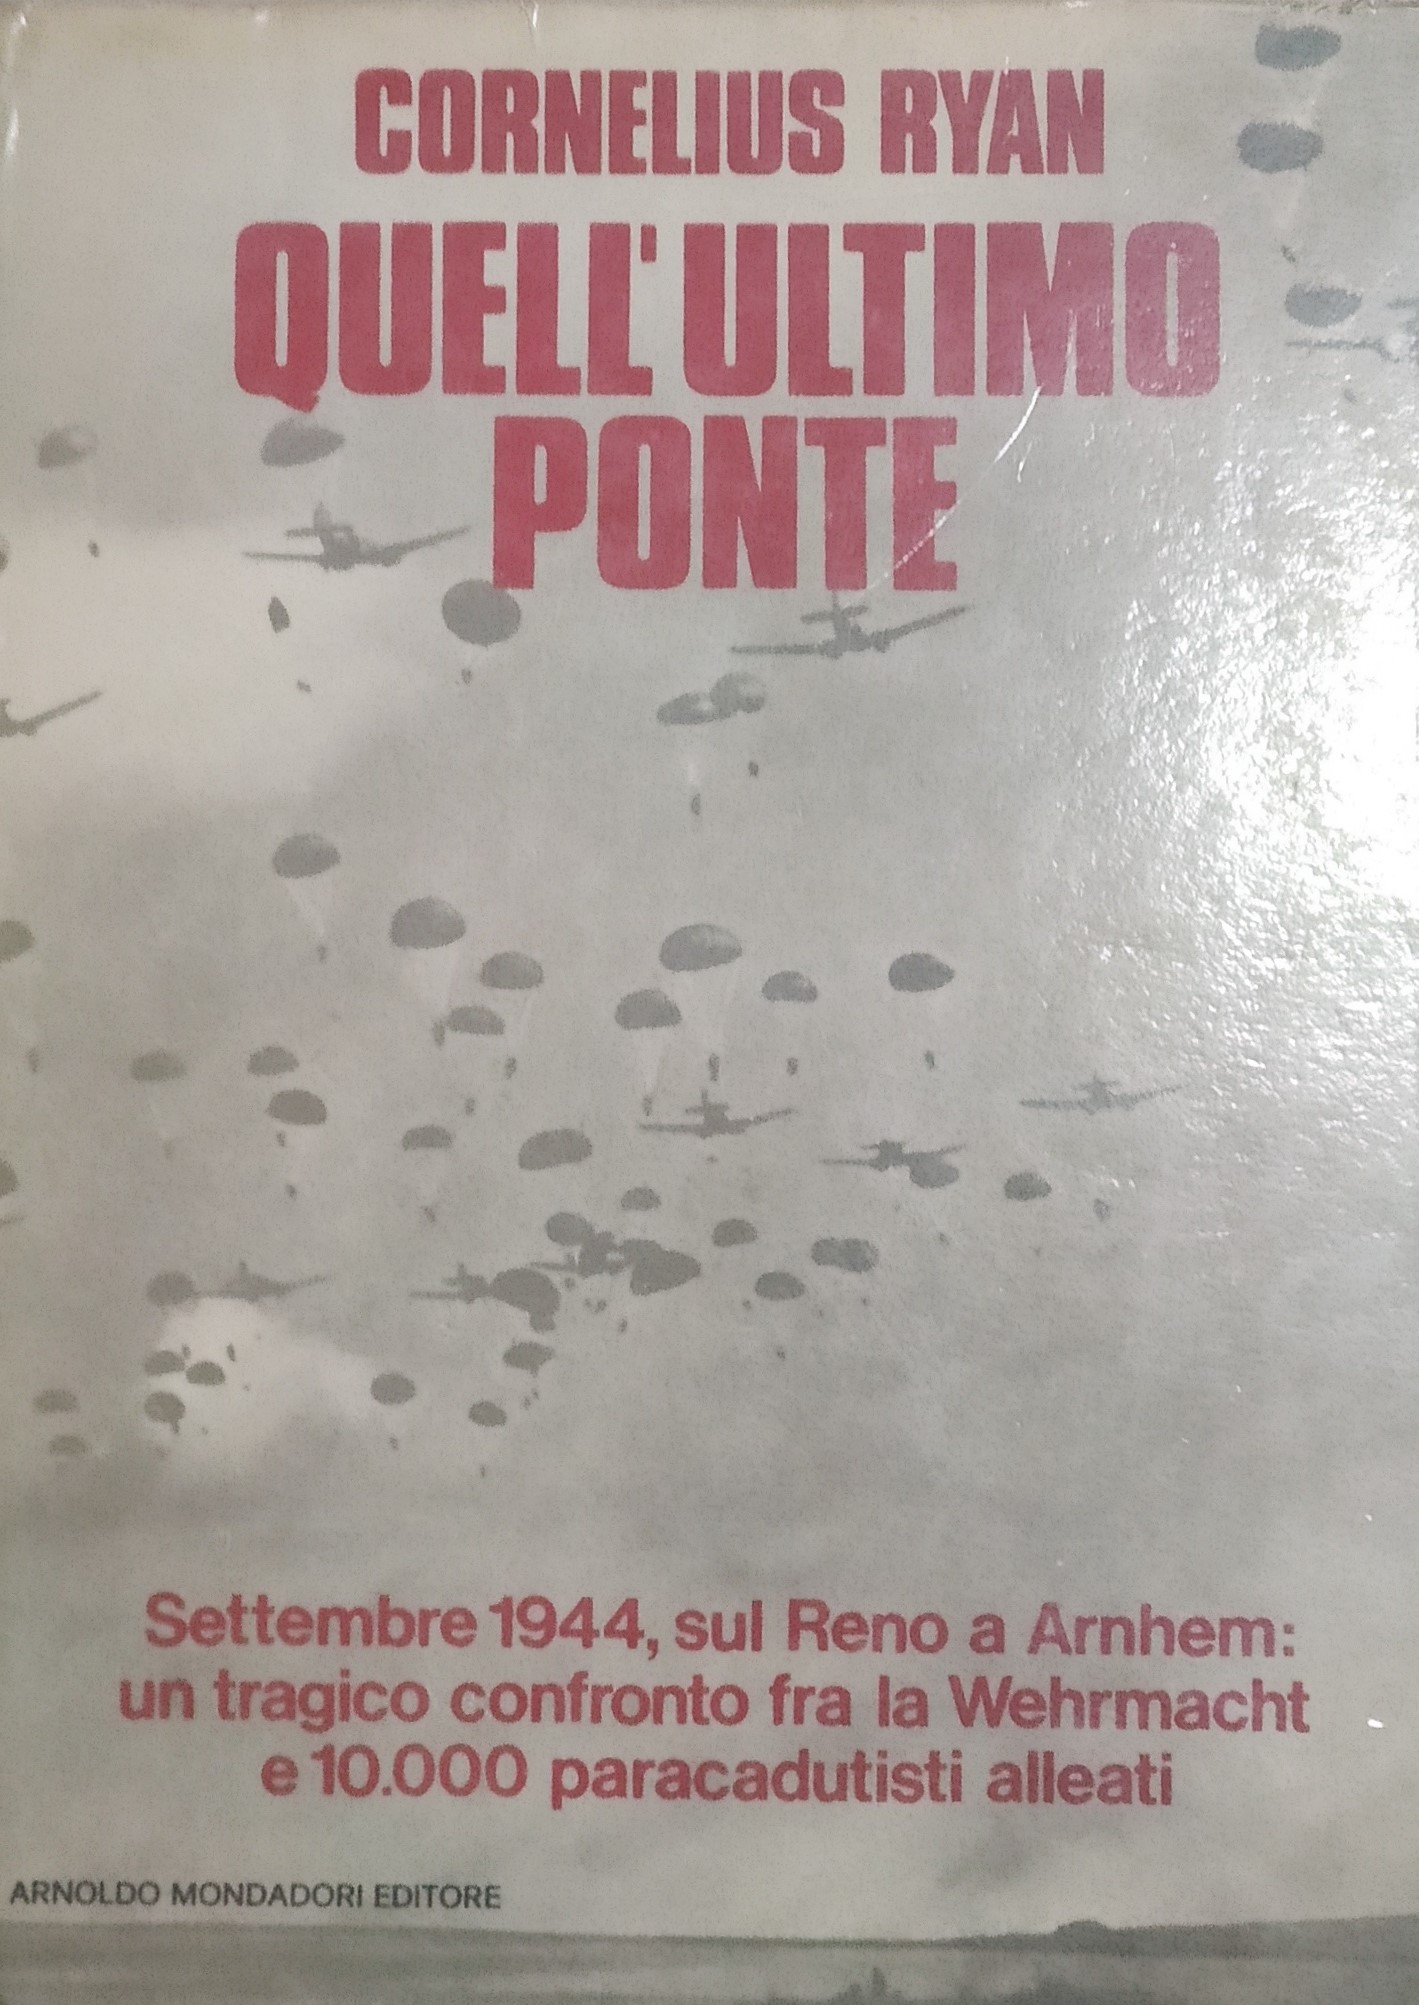 CORNELIUS RYAN
QUELL'ULTIMO
PONTE
Settembre 1944, sul Reno a Arnhem:
un tragico confronto fra la Wehrmacht
e 10.000 paracadutisti alleati
ARNOLDO MONDADORI EDITORE